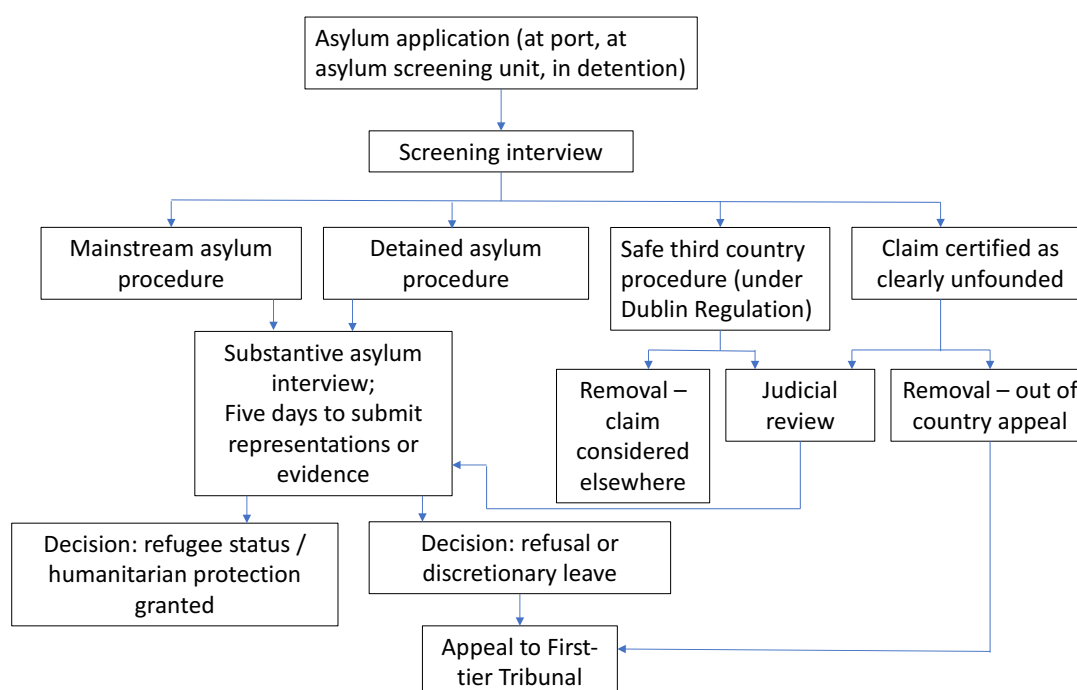 Asylum application (at port, at
asylum screening unit, in detention)
Screening interview
Mainstream asylum
procedure
Detained asylum
procedure
Safe third country
procedure (under
Dublin Regulation)
Claim certified as
clearly unfounded
Substantive asylum
interview;
Five days to submit
representations or
evidence
Removal –
claim
considered
elsewhere
Judicial
review
Removal – out of
country appeal
Decision: refugee status /
humanitarian protection
granted
Decision: refusal or
discretionary leave
Appeal to First-
tier Tribunal